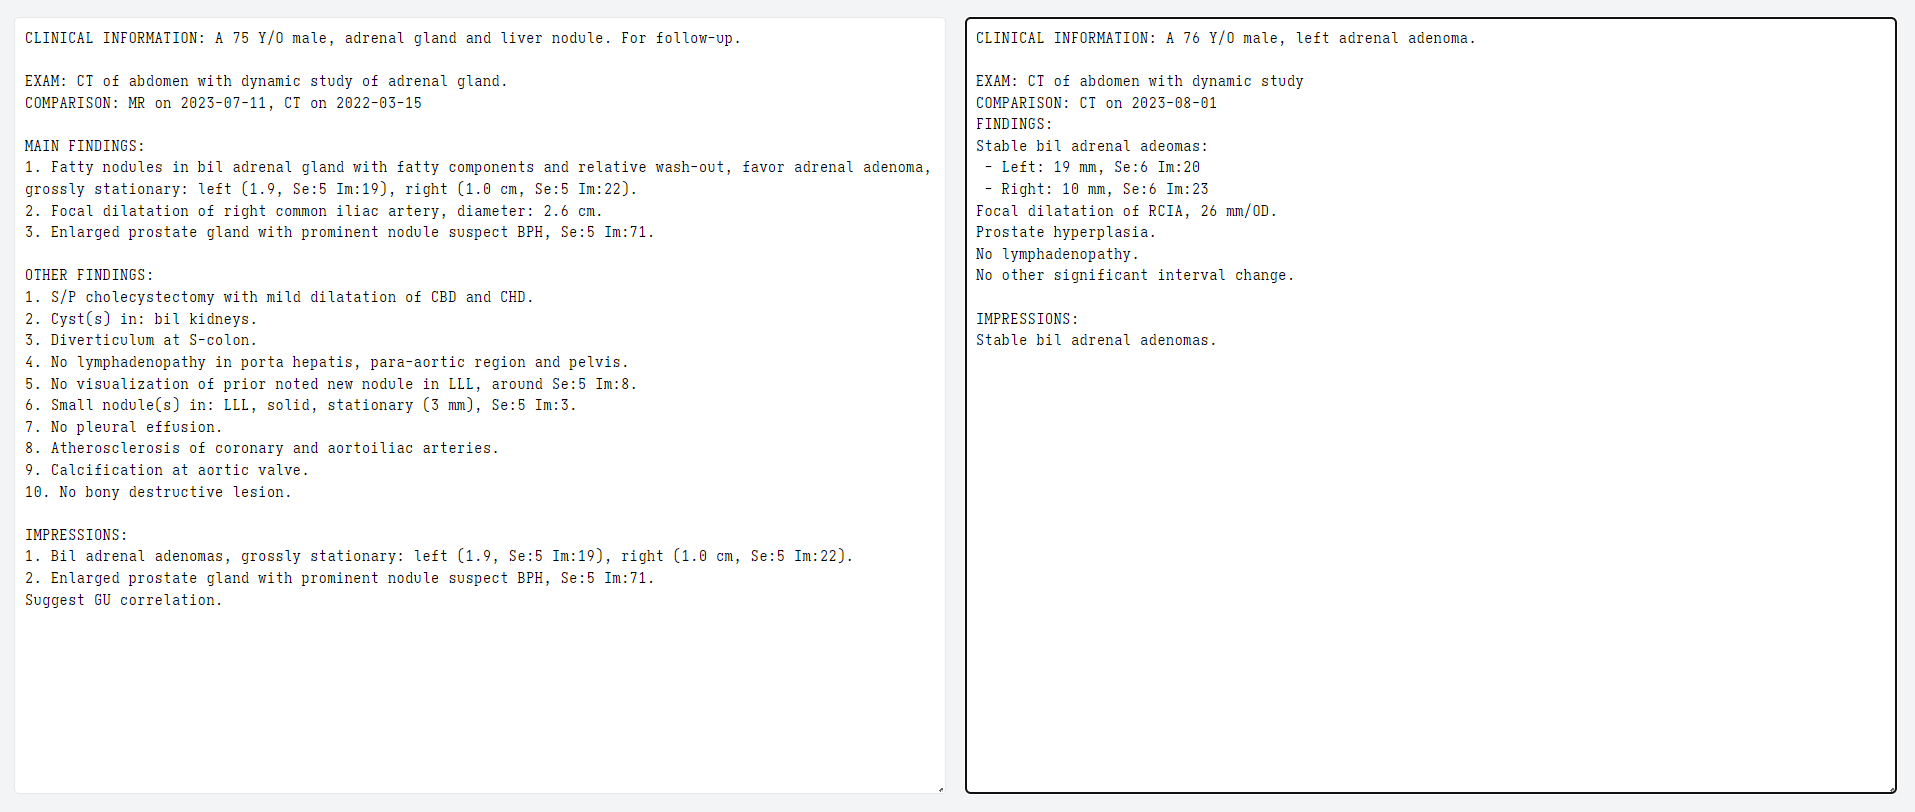 CLINICAL INFORMATION: A 75 Y/O male, adrenal gland and liver nodule. For follow-up.
EXAM: CT of abdomen with dynamic study of adrenal gland.
COMPARISON: MR on 2023-07-11, CT on 2022-03-15
MAIN FINDINGS:
1. Fatty nodules in bil adrenal gland with fatty components and relative wash-out, favor adrenal adenoma,
grossly stationary: left (1.9, Se:5 Im:19), right (1.0 cm, Se:5 Im:22).
2. Focal dilatation of right common iliac artery, diameter: 2.6 cm.
3. Enlarged prostate gland with prominent nodule suspect BPH, Se:5 Im:71.
OTHER FINDINGS:
1. S/P cholecystectomy with mild dilatation of CBD and CHD.
2. Cyst(s) in: bil kidneys.
3. Diverticulum at S-colon.
4. No lymphadenopathy in porta hepatis, para-aortic region and pelvis.
5. No visualization of prior noted new nodule in LLL, around Se:5 Im:8.
6. Small nodule(s) in: LLL, solid, stationary (3 mm), Se:5 Im:3.
7. No pleural effusion.
8. Atherosclerosis of coronary and aortoiliac arteries.
9. Calcification at aortic valve.
10. No bony destructive lesion.
IMPRESSIONS:
1. Bil adrenal adenomas, grossly stationary: left (1.9, Se:5 Im:19), right (1.0 cm, Se:5 Im:22).
2. Enlarged prostate gland with prominent nodule suspect BPH, Se:5 Im:71.
Suggest GU correlation.
CLINICAL INFORMATION: A 76 Y/O male, left adrenal adenoma.
EXAM: CT of abdomen with dynamic study
COMPARISON: CT on 2023-08-01
FINDINGS:
Stable bil adrenal adeomas:
- Left: 19 mm, Se:6 Im:20
- Right: 10 mm, Se:6 Im:23
Focal dilatation of RCIA, 26 mm/OD.
Prostate hyperplasia.
No lymphadenopathy.
No other significant interval change.
IMPRESSIONS:
Stable bil adrenal adenomas.